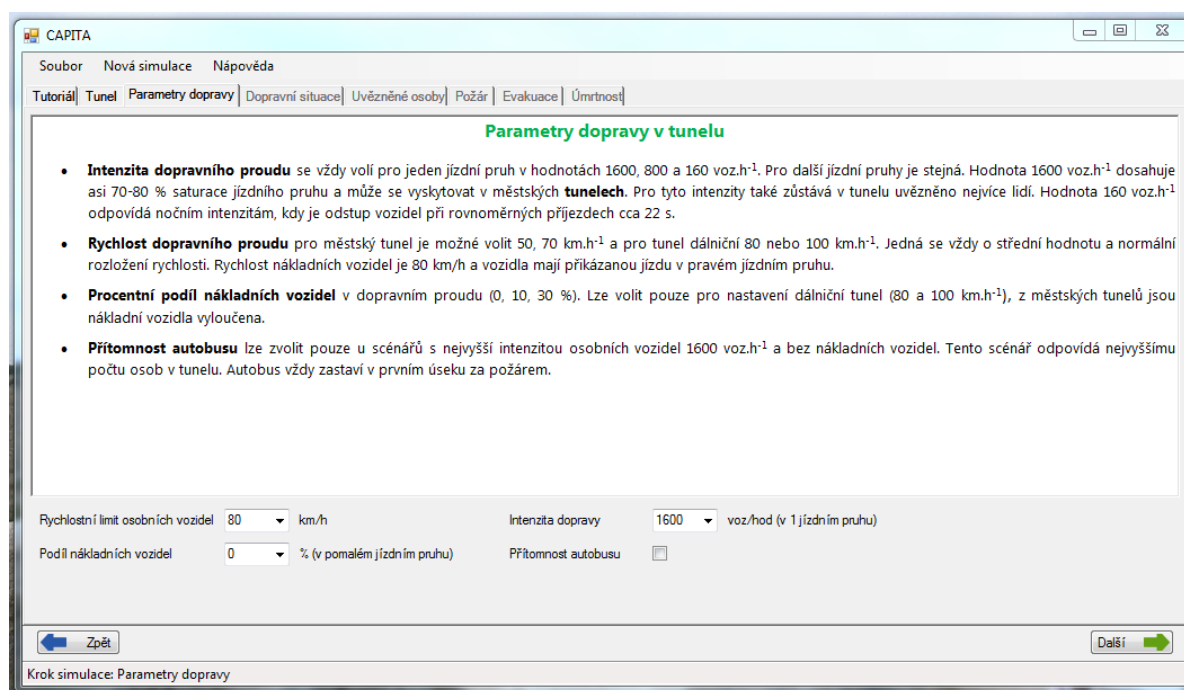 CAPITA
Soubor Nová simulace Nápověda
Tutoriál Tunel Parametry dopravy Dopravní situace Uvězněné osoby Požár Evakuace Úmrtnost
Parametry dopravy v tunelu
• Intenzita dopravního proudu se vždy volí pro jeden jízdní pruh v hodnotách 1600, 800 a 160 voz.h⁻¹. Pro další jízdní pruhy je stejná. Hodnota 1600 voz.h⁻¹ dosahuje
asi 70-80 % saturace jízdního pruhu a může se vyskytovat v městských tunelech. Pro tyto intenzity také zůstává v tunelu uvězněno nejvíce lidí. Hodnota 160 voz.h⁻¹
odpovídá nočním intenzitám, kdy je odstup vozidel při rovnoměrných příjezdech cca 22 s.
• Rychlost dopravního proudu pro městský tunel je možné volit 50, 70 km.h⁻¹ a pro tunel dálniční 80 nebo 100 km.h⁻¹. Jedná se vždy o střední hodnotu a normální
rozložení rychlosti. Rychlost nákladních vozidel je 80 km/h a vozidla mají přikázanou jízdu v pravém jízdním pruhu.
• Procentní podíl nákladních vozidel v dopravním proudu (0, 10, 30 %). Lze volit pouze pro nastavení dálniční tunel (80 a 100 km.h⁻¹), z městských tunelů jsou
nákladní vozidla vyloučena.
• Přítomnost autobusu lze zvolit pouze u scénářů s nejvyšší intenzitou osobních vozidel 1600 voz.h⁻¹ a bez nákladních vozidel. Tento scénář odpovídá nejvyššímu
počtu osob v tunelu. Autobus vždy zastaví v prvním úseku za požárem.
Rychlostní limit osobních vozidel 80 km/h Intenzita dopravy 1600 voz/hod (v 1 jízdním pruhu)
Podíl nákladních vozidel 0 % (v pomalém jízdním pruhu) Přítomnost autobusu
Zpět Další
Krok simulace: Parametry dopravy